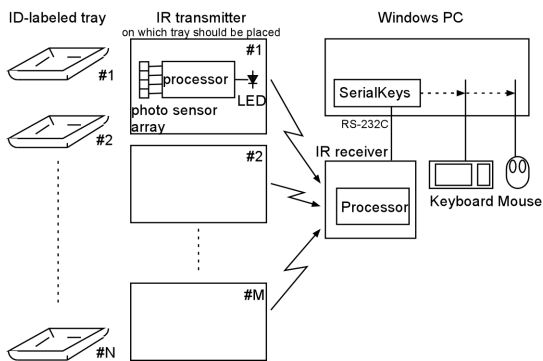 ID-labeled tray
IR transmitter
on which tray should be placed
Windows PC
#1
#1
processor
LED
photo sensor
array
SerialKeys
RS-232C
#2
#2
IR receiver
Processor
Keyboard Mouse
#M
#N